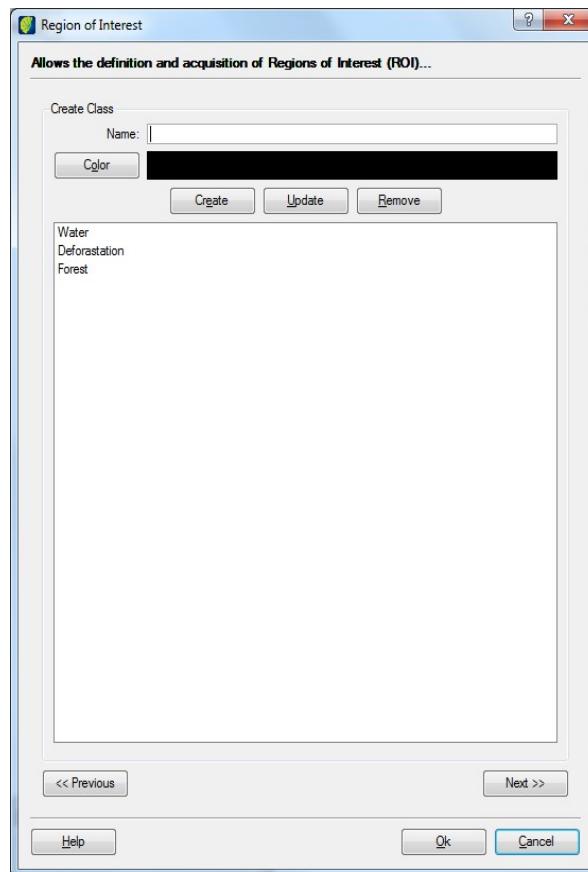 Region of Interest
Allows the definition and acquisition of Regions of Interest (ROI)...
Create Class
Name:
Color
Create Update Remove
Water
Deforastation
Forest
<< Previous Next >>
Help Ok Cancel